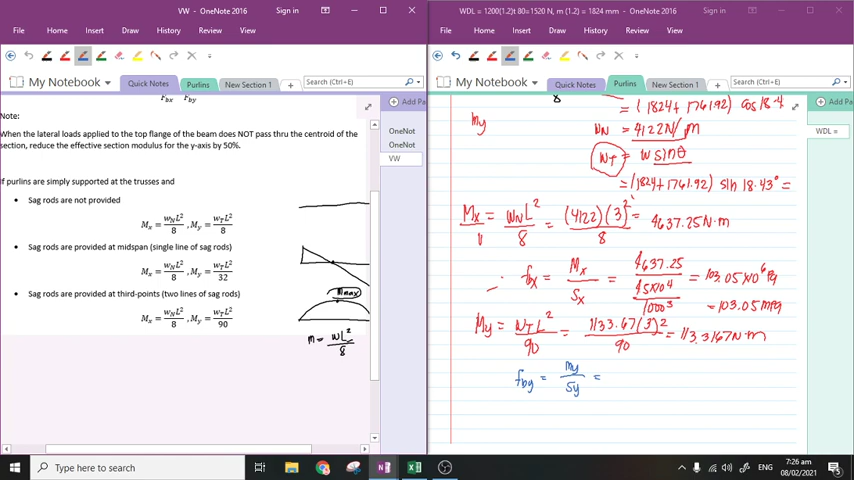 VW - OneNote 2016
Sign in
WDL = 1200(1.2)t 80=1520 N, m (1.2) = 1824 mm - OneNote 2016
Sign in
File Home Insert Draw History Review View
File Home Insert Draw History Review View
My Notebook Quick Notes Purlins New Section 1 + Search (Ctrl+E)
My Notebook Quick Notes Purlins New Section 1 + Search (Ctrl+E)
Fbx Fby
Add Pa
OneNot
OneNot
VW
Note:
When the lateral loads applied to the top flange of the beam does NOT pass thru the centroid of the
section, reduce the effective section modulus for the y-axis by 50%.
If purlins are simply supported at the trusses and
• Sag rods are not provided
Mx = wNL²/8 , My = wTL²/8
• Sag rods are provided at midspan (single line of sag rods)
Mx = wNL²/8 , My = wTL²/32
• Sag rods are provided at third-points (two lines of sag rods)
Mx = wNL²/8 , My = wTL²/90
Mmax
M = WL²/8
Add Pa
WDL =
8
= (1824+1761.92) cos 18.4
My
WN = 4122N/m
WT = W sinθ
= (1824+1761.92) sin 18.43° =
Mx = WNL²/8 = (4122)(3)²/8 = 4637.25 N·m
fbx = Mx/Sx = 4637.25 / 45x10⁴/1000³ = 103.05x10⁶ Pa
= 103.05 MPa
My = WTL²/90 = 1133.67(3)²/90 = 113.3167 N·m
fby = My/Sy =
Type here to search
ENG
7:26 am
08/02/2021